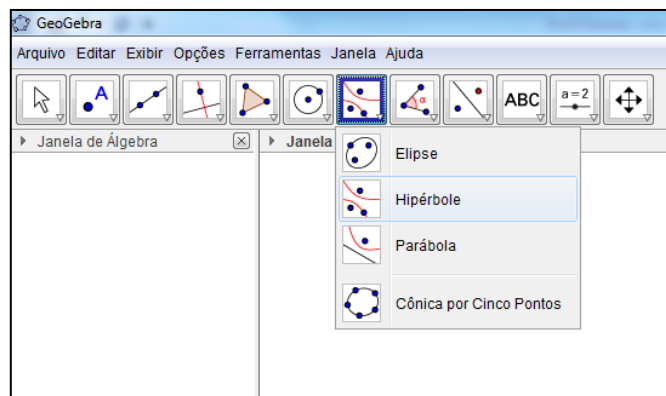 GeoGebra
Arquivo Editar Exibir Opções Ferramentas Janela Ajuda
A α ABC a=2
Janela de Álgebra Janela
Elipse
Hipérbole
Parábola
Cônica por Cinco Pontos